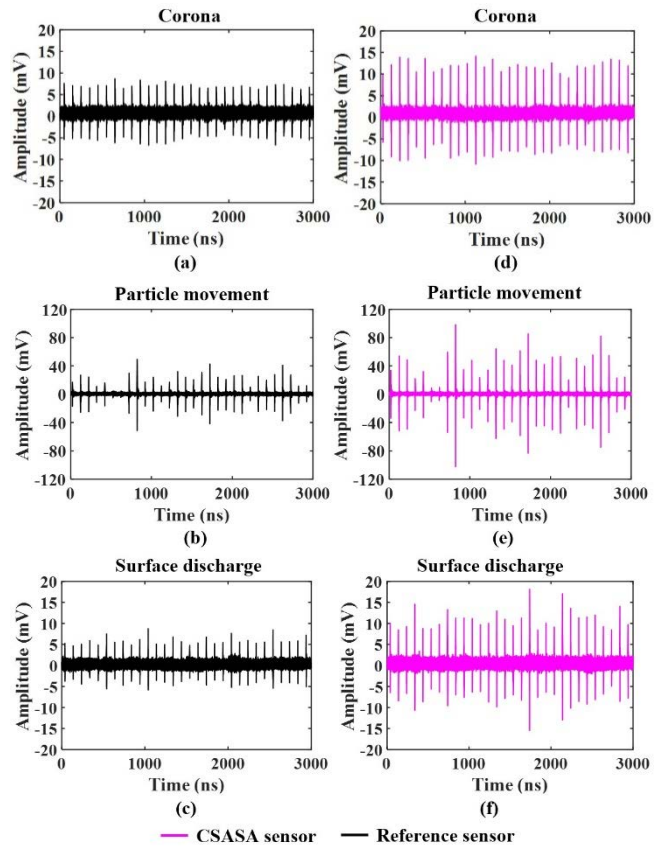 Corona
Amplitude (mV)
20
15
10
5
0
-5
-10
-15
-20
0 1000 2000 3000
Time (ns)
(a)
Corona
Amplitude (mV)
20
15
10
5
0
-5
-10
-15
-20
0 1000 2000 3000
Time (ns)
(d)
Particle movement
Amplitude (mV)
120
80
40
0
-40
-80
-120
0 1000 2000 3000
Time (ns)
(b)
Particle movement
Amplitude (mV)
120
80
40
0
-40
-80
-120
0 1000 2000 3000
Time (ns)
(e)
Surface discharge
Amplitude (mV)
20
15
10
5
0
-5
-10
-15
-20
0 1000 2000 3000
Time (ns)
(c)
Surface discharge
Amplitude (mV)
20
15
10
5
0
-5
-10
-15
-20
0 1000 2000 3000
Time (ns)
(f)
CSASA sensor Reference sensor